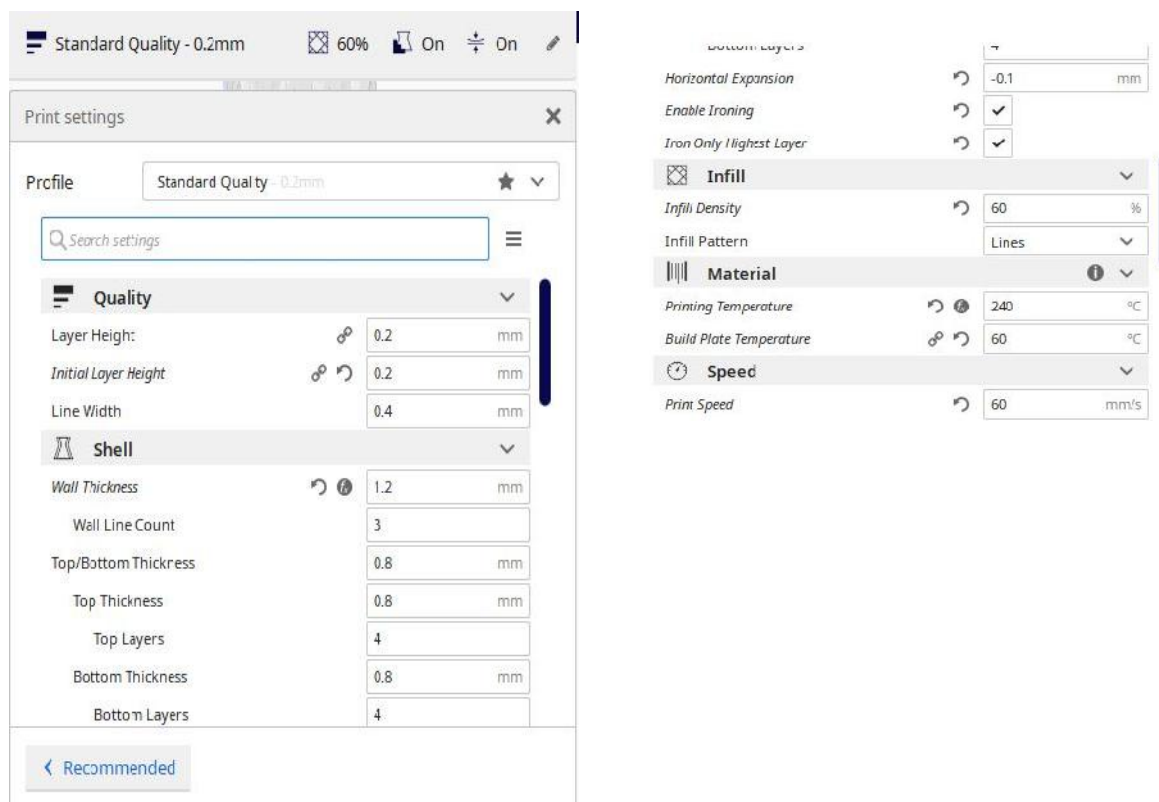 Standard Quality - 0.2mm 60% On On
Print settings
Profile Standard Quality - 0.2mm
Search settings
Quality
Layer Height 0.2 mm
Initial Layer Height 0.2 mm
Line Width 0.4 mm
Shell
Wall Thickness 1.2 mm
Wall Line Count 3
Top/Bottom Thickness 0.8 mm
Top Thickness 0.8 mm
Top Layers 4
Bottom Thickness 0.8 mm
Bottom Layers 4
Recommended
Bottom Layers 4
Horizontal Expansion -0.1 mm
Enable Ironing
Iron Only Highest Layer
Infill
Infill Density 60 %
Infill Pattern Lines
Material
Printing Temperature 240 °C
Build Plate Temperature 60 °C
Speed
Print Speed 60 mm/s